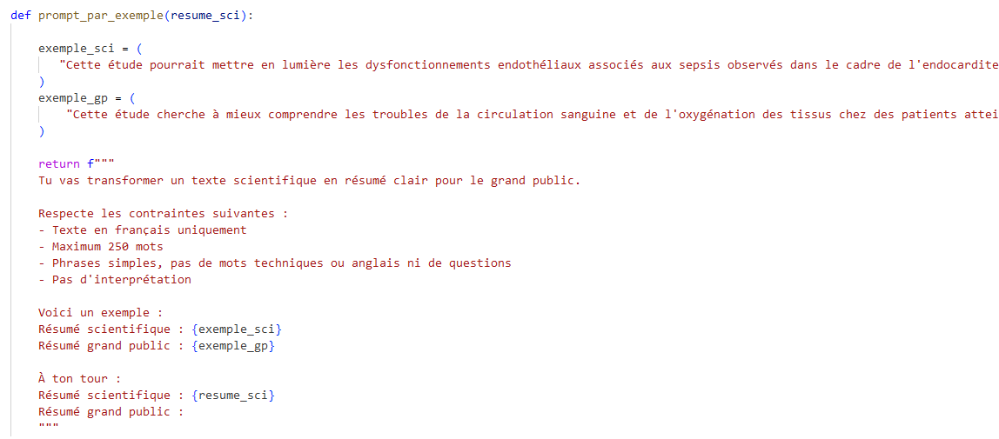 def prompt_par_exemple(resume_sci):
exemple_sci = (
"Cette étude pourrait mettre en lumière les dysfonctionnements endothéliaux associés aux sepsis observés dans le cadre de l'endocardite
)
exemple_gp = (
"Cette étude cherche à mieux comprendre les troubles de la circulation sanguine et de l'oxygénation des tissus chez des patients attei
)
return f"""
Tu vas transformer un texte scientifique en résumé clair pour le grand public.
Respecte les contraintes suivantes :
- Texte en français uniquement
- Maximum 250 mots
- Phrases simples, pas de mots techniques ou anglais ni de questions
- Pas d'interprétation
Voici un exemple :
Résumé scientifique : {exemple_sci}
Résumé grand public : {exemple_gp}
À ton tour :
Résumé scientifique : {resume_sci}
Résumé grand public :
"""